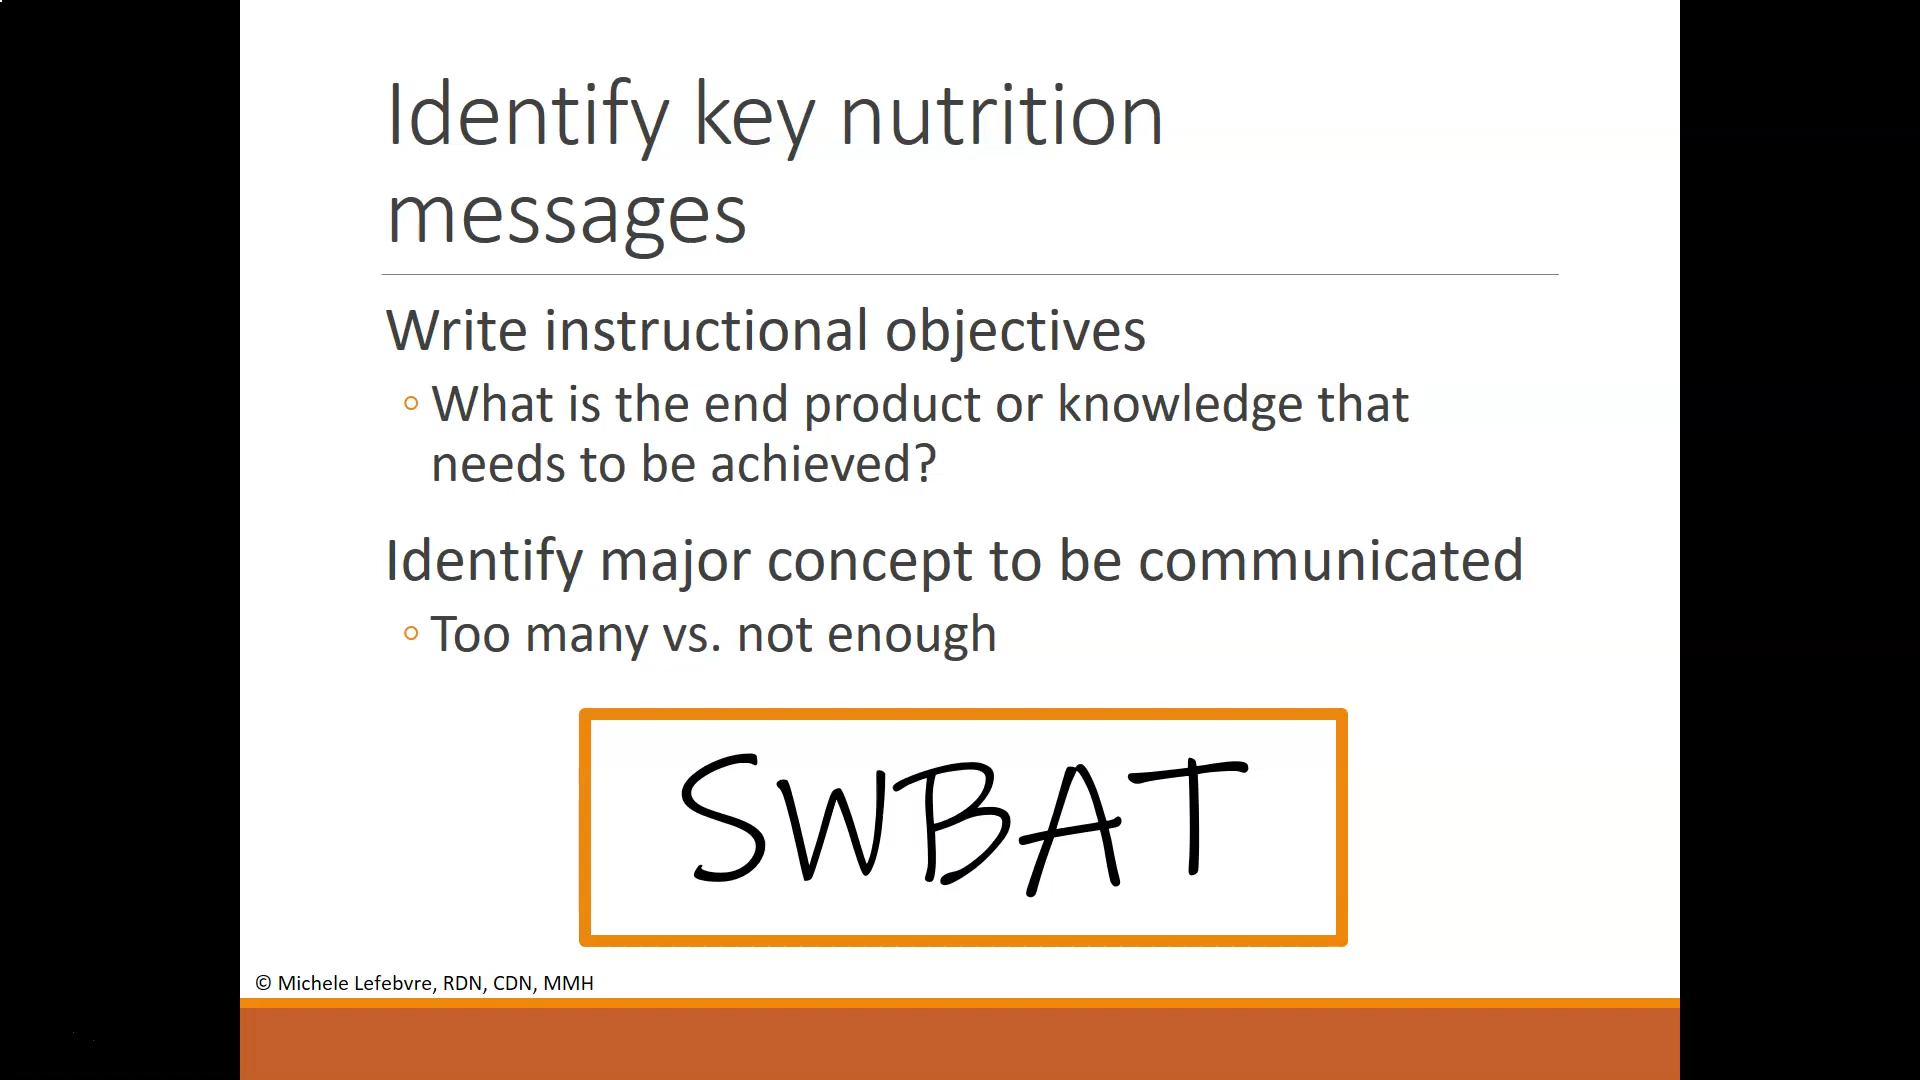 Identify key nutrition
messages
Write instructional objectives
◦ What is the end product or knowledge that
needs to be achieved?
Identify major concept to be communicated
◦ Too many vs. not enough
SWBAT
© Michele Lefebvre, RDN, CDN, MMH